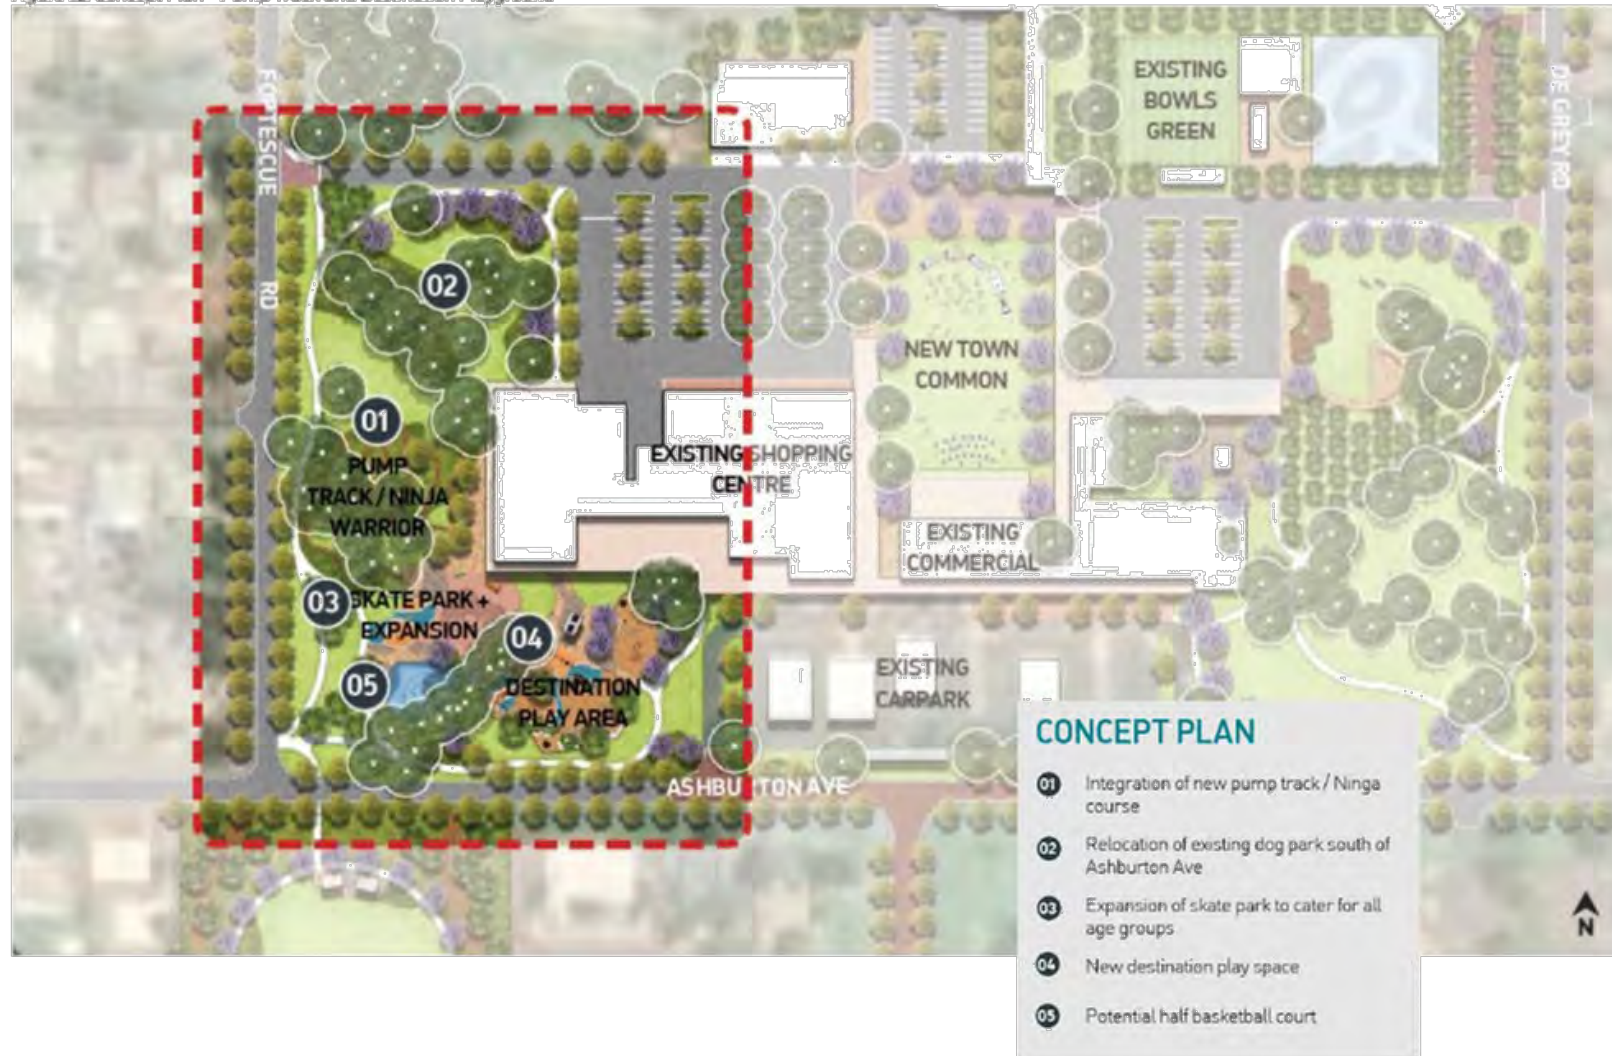 FORTESCUE
RD
DE GREY RD
EXISTING
BOWLS
GREEN
02
NEW TOWN
COMMON
01
PUMP
TRACK / NINJA
WARRIOR
EXISTING SHOPPING
CENTRE
EXISTING
COMMERCIAL
03
SKATE PARK +
EXPANSION
04
05
DESTINATION
PLAY AREA
EXISTING
CARPARK
ASHBURTON AVE
CONCEPT PLAN
01 Integration of new pump track / Ninga
course
02 Relocation of existing dog park south of
Ashburton Ave
03 Expansion of skate park to cater for all
age groups
04 New destination play space
05 Potential half basketball court
N